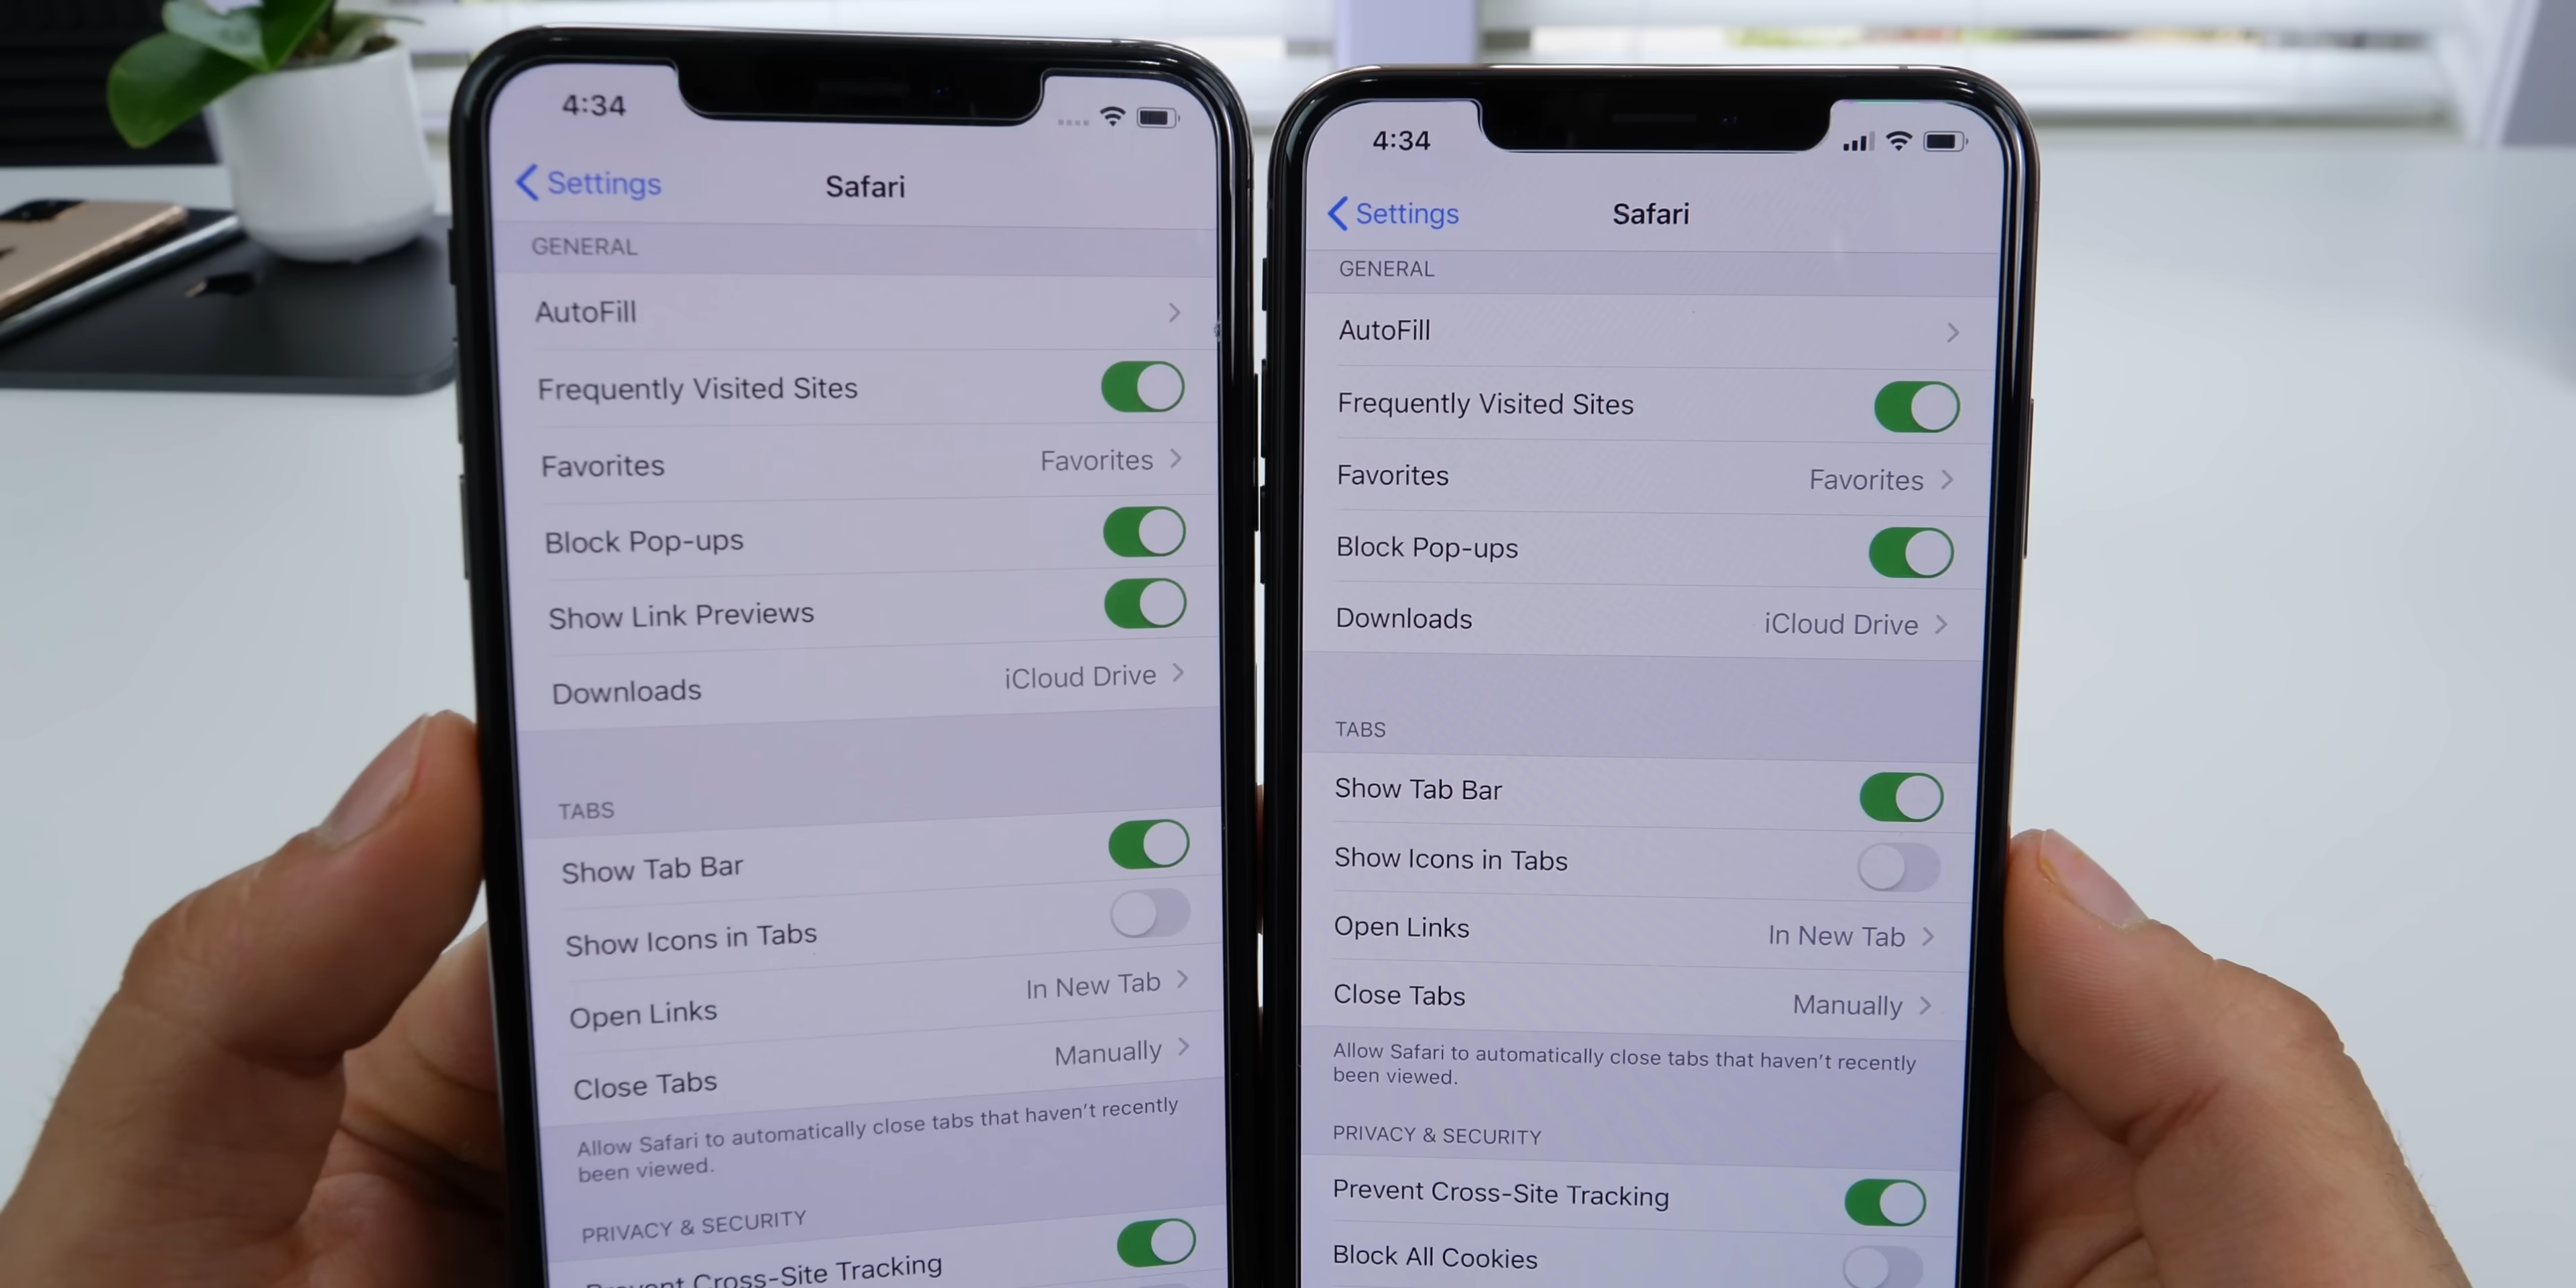 4:34
Settings
Safari
GENERAL
AutoFill
Frequently Visited Sites
Favorites Favorites
Block Pop-ups
Show Link Previews
Downloads iCloud Drive
TABS
Show Tab Bar
Show Icons in Tabs
Open Links In New Tab
Close Tabs Manually
Allow Safari to automatically close tabs that haven't recently
been viewed.
PRIVACY & SECURITY
Prevent Cross-Site Tracking
4:34
Settings
Safari
GENERAL
AutoFill
Frequently Visited Sites
Favorites Favorites
Block Pop-ups
Downloads iCloud Drive
TABS
Show Tab Bar
Show Icons in Tabs
Open Links In New Tab
Close Tabs Manually
Allow Safari to automatically close tabs that haven't recently
been viewed.
PRIVACY & SECURITY
Prevent Cross-Site Tracking
Block All Cookies